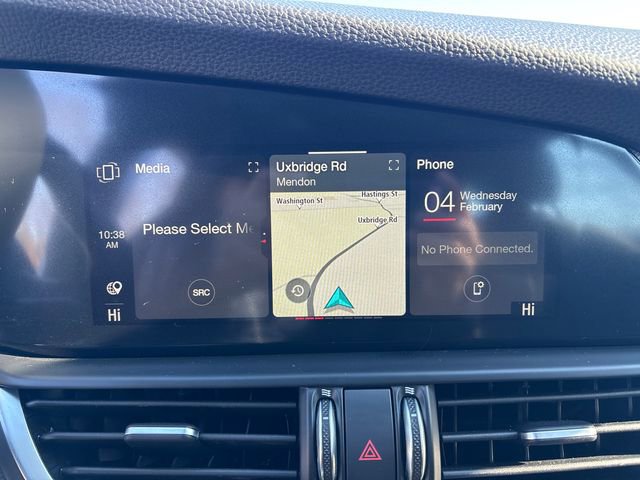 Media
Please Select Me
SRC
10:38
AM
Hi
Uxbridge Rd
Mendon
Washington St
Hastings St
Uxbridge Rd
Phone
04 Wednesday
February
No Phone Connected.
Hi